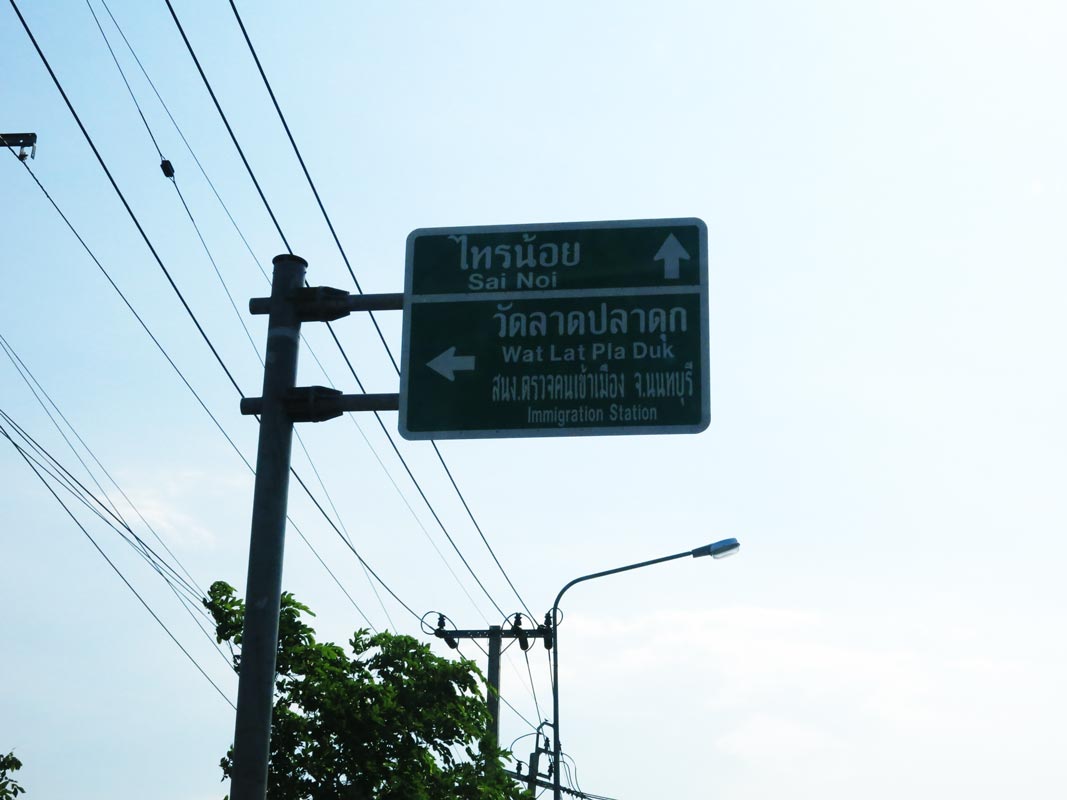 ไทรน้อย
Sai Noi
วัดลาดปลาดุก
Wat Lat Pla Duk
สนง.ตรวจคนเข้าเมือง จ.นนทบุรี
Immigration Station